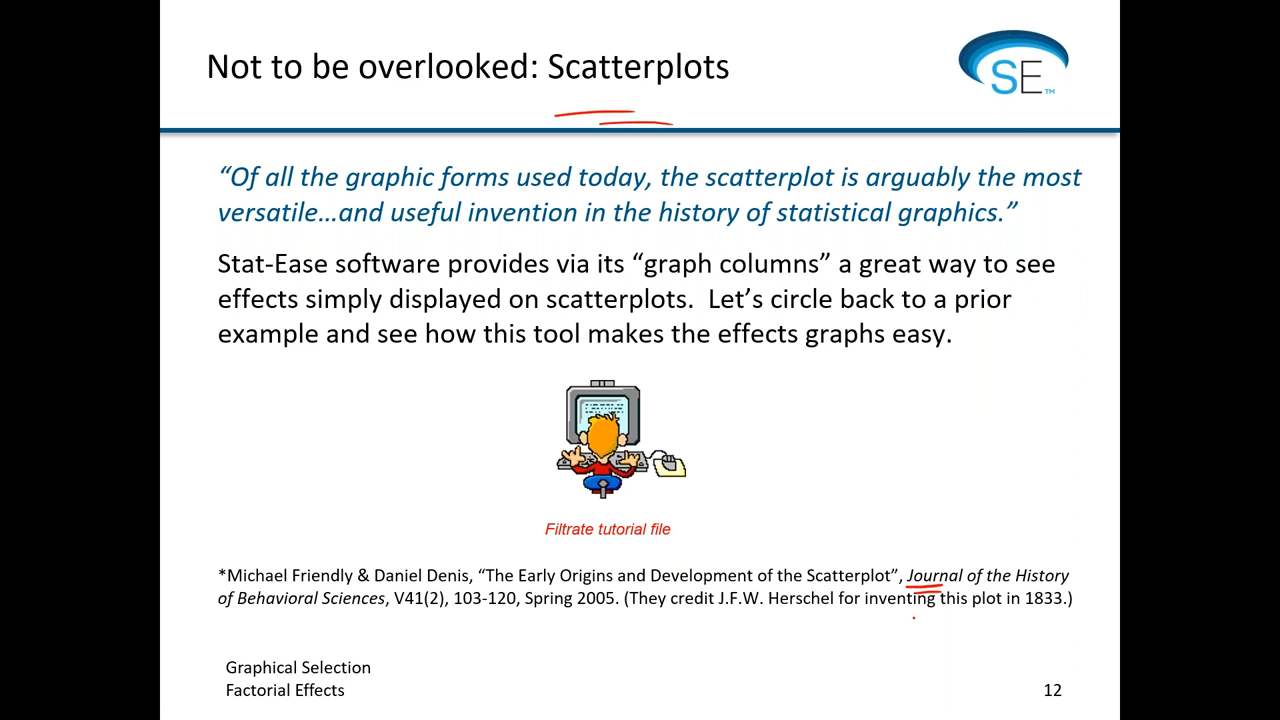 Not to be overlooked: Scatterplots
SE™
“Of all the graphic forms used today, the scatterplot is arguably the most
versatile…and useful invention in the history of statistical graphics.”
Stat-Ease software provides via its “graph columns” a great way to see
effects simply displayed on scatterplots.  Let’s circle back to a prior
example and see how this tool makes the effects graphs easy.
Filtrate tutorial file
*Michael Friendly & Daniel Denis, “The Early Origins and Development of the Scatterplot”, Journal of the History
of Behavioral Sciences, V41(2), 103-120, Spring 2005. (They credit J.F.W. Herschel for inventing this plot in 1833.)
Graphical Selection
Factorial Effects
12